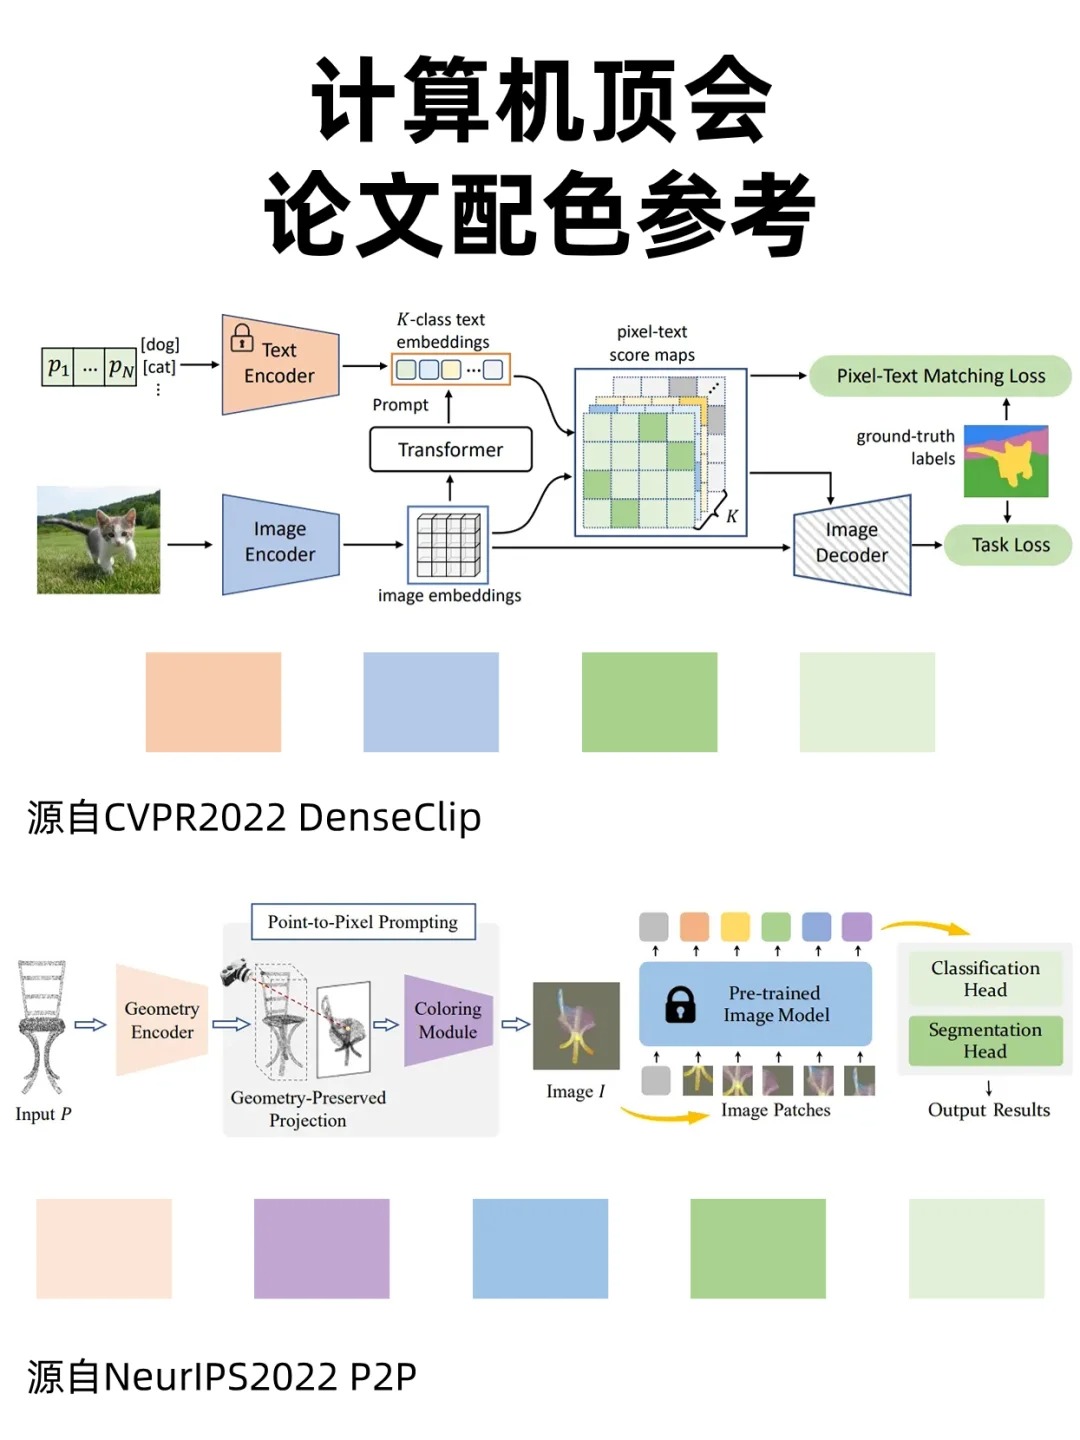 计算机顶会
论文配色参考
p1 ... pN
[dog]
[cat]
⋮
Text
Encoder
K-class text
embeddings
...
Prompt
Transformer
pixel-text
score maps
K
Pixel-Text Matching Loss
ground-truth
labels
Image
Encoder
image embeddings
Image
Decoder
Task Loss
源自CVPR2022 DenseClip
Point-to-Pixel Prompting
Input P
Geometry
Encoder
Geometry-Preserved
Projection
Coloring
Module
Image I
Pre-trained
Image Model
Image Patches
Classification
Head
Segmentation
Head
Output Results
源自NeurIPS2022 P2P